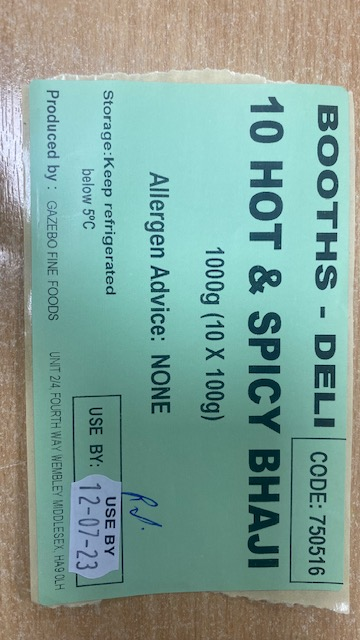 BOOTHS - DELI
CODE: 750516
10 HOT & SPICY BHAJI
1000g (10 X 100g)
Allergen Advice: NONE
Storage:Keep refrigerated
below 5°C
USE BY:
USE BY
12-07-23
Produced by : GAZEBO FINE FOODS UNIT 2/4, FOURTH WAY WEMBLEY MIDDLESEX, HA9 0LH